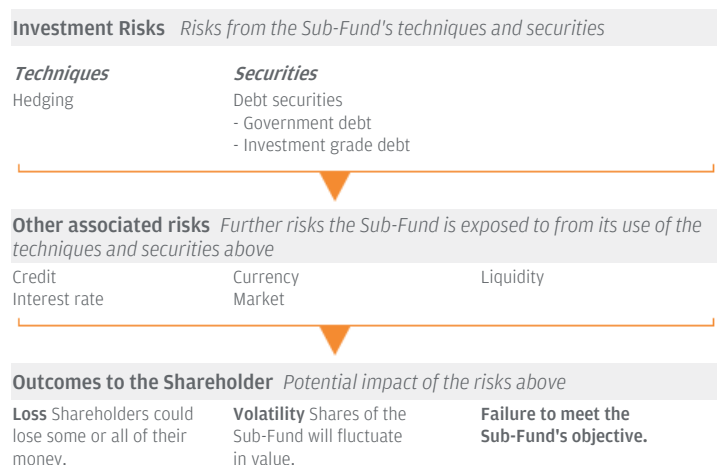 Investment Risks Risks from the Sub-Fund's techniques and securities
Techniques Securities
Hedging Debt securities
- Government debt
- Investment grade debt
Other associated risks Further risks the Sub-Fund is exposed to from its use of the
techniques and securities above
Credit Currency Liquidity
Interest rate Market
Outcomes to the Shareholder Potential impact of the risks above
Loss Shareholders could Volatility Shares of the Failure to meet the
lose some or all of their Sub-Fund will fluctuate Sub-Fund's objective.
money. in value.